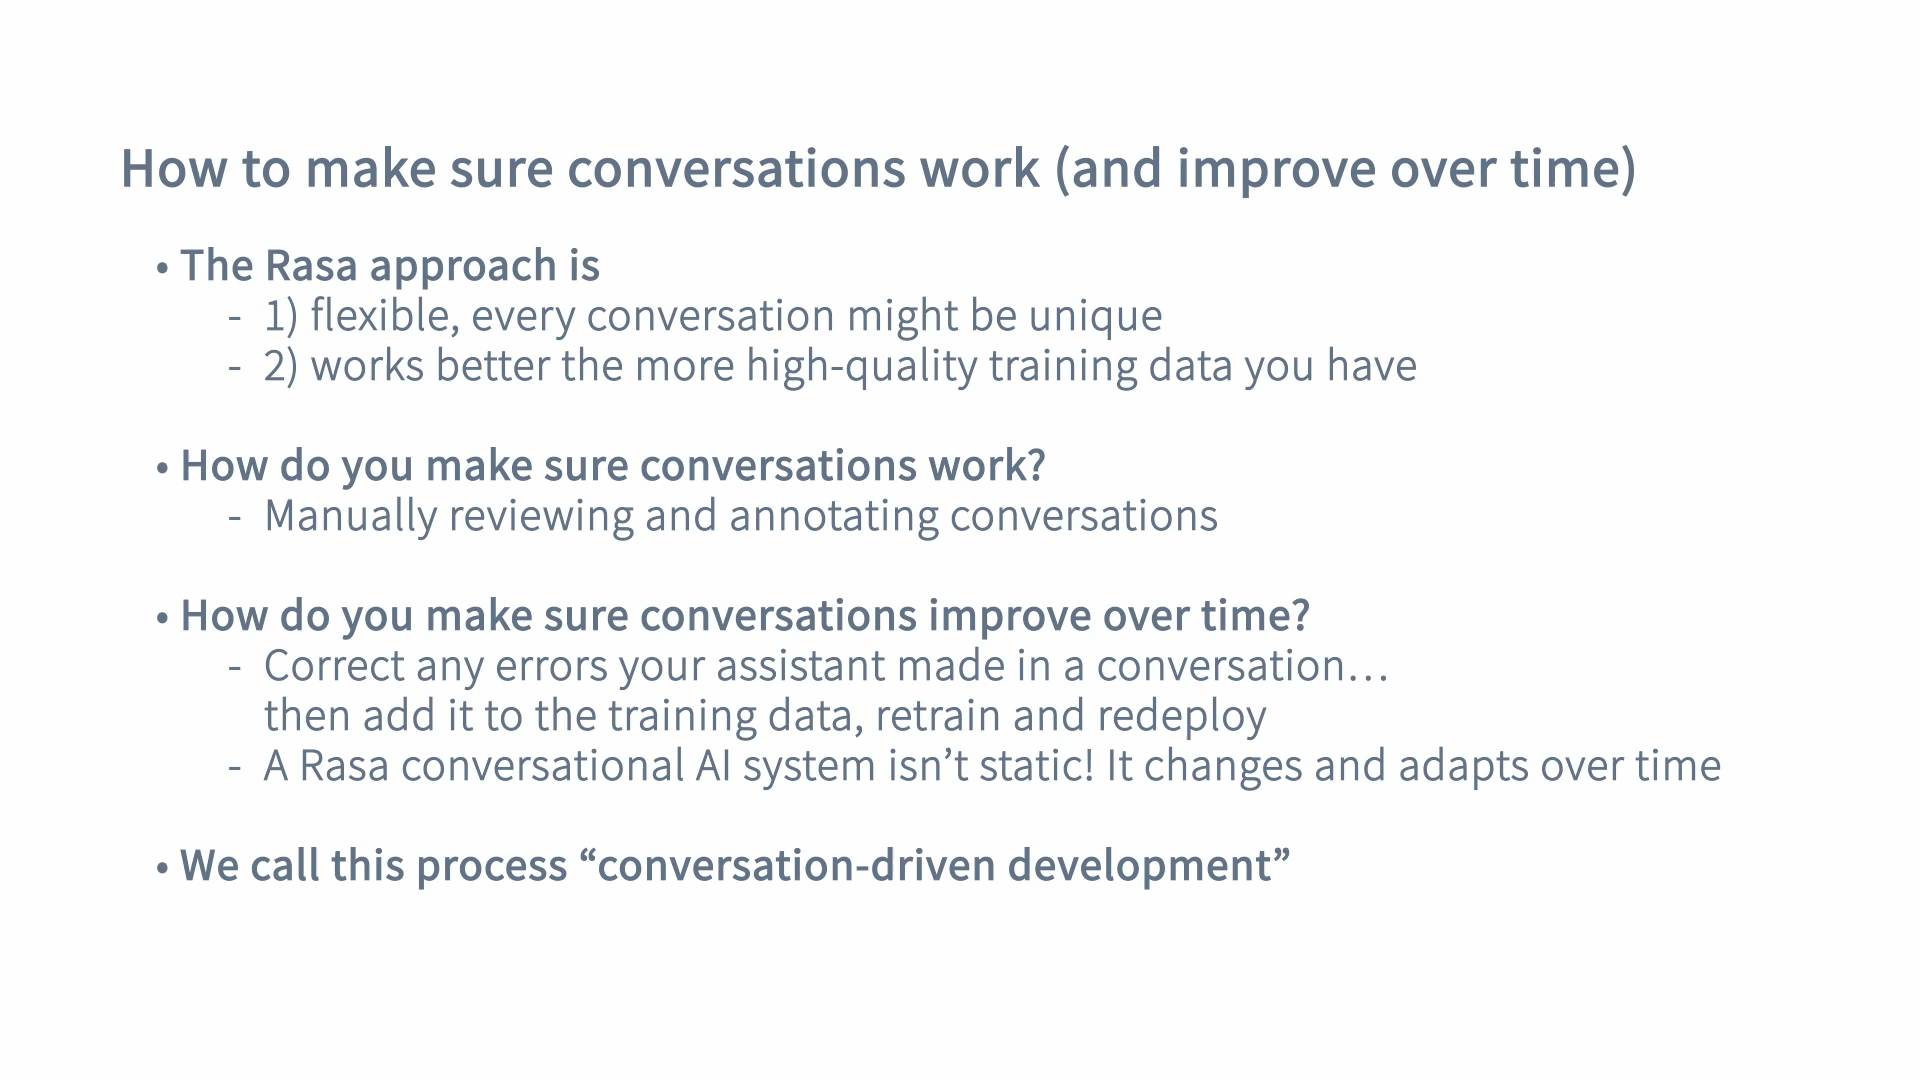 How to make sure conversations work (and improve over time)
• The Rasa approach is
- 1) flexible, every conversation might be unique
- 2) works better the more high-quality training data you have
• How do you make sure conversations work?
- Manually reviewing and annotating conversations
• How do you make sure conversations improve over time?
- Correct any errors your assistant made in a conversation…
then add it to the training data, retrain and redeploy
- A Rasa conversational AI system isn’t static! It changes and adapts over time
• We call this process “conversation-driven development”